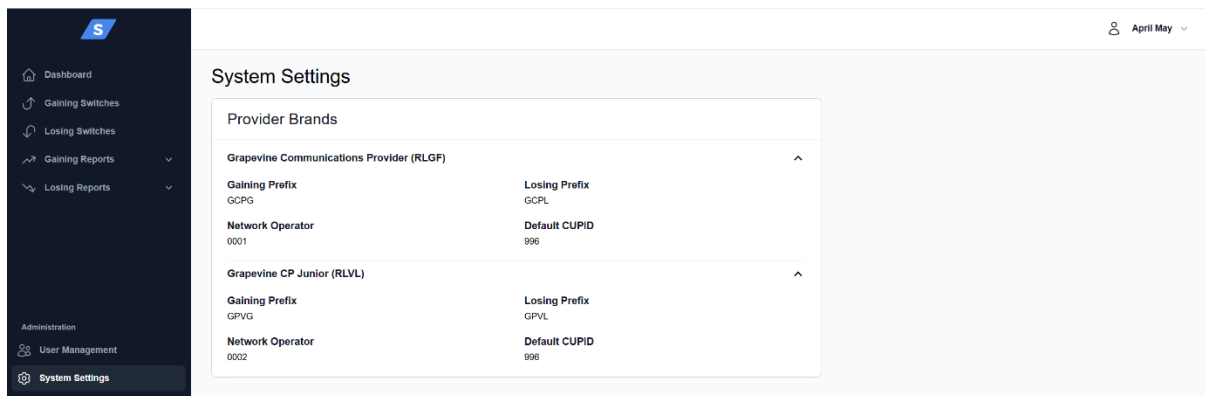 S
April May
Dashboard
Gaining Switches
Losing Switches
Gaining Reports
Losing Reports
Administration
User Management
System Settings
System Settings
Provider Brands
Grapevine Communications Provider (RLGF)
Gaining Prefix Losing Prefix
GCPG GCPL
Network Operator Default CUPID
0001 996
Grapevine CP Junior (RLVL)
Gaining Prefix Losing Prefix
GPVG GPVL
Network Operator Default CUPID
0002 996